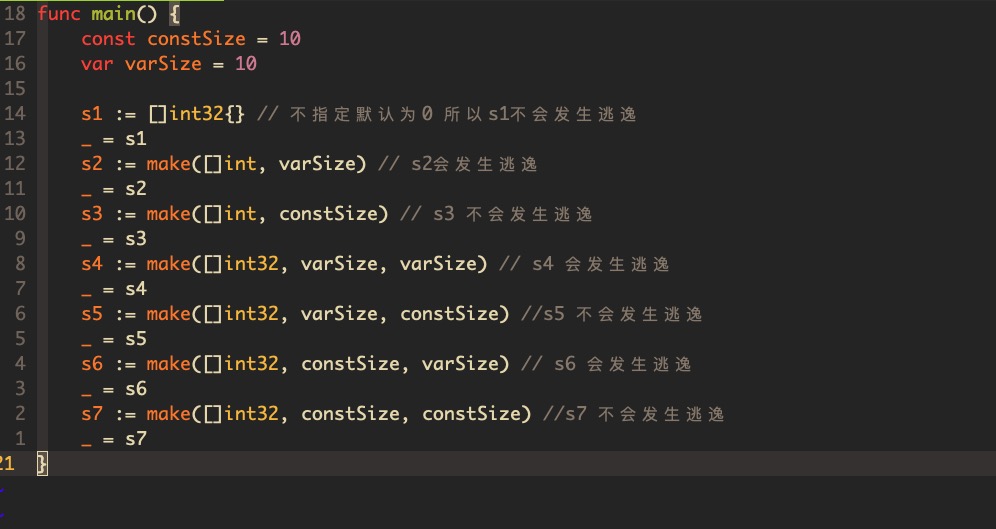 18 func main() {
17 const constSize = 10
16 var varSize = 10
15
14 s1 := []int32{} // 不指定默认为0 所以s1不会发生逃逸
13 _ = s1
12 s2 := make([]int, varSize) // s2会发生逃逸
11 _ = s2
10 s3 := make([]int, constSize) // s3 不会发生逃逸
9 _ = s3
8 s4 := make([]int32, varSize, varSize) // s4 会发生逃逸
7 _ = s4
6 s5 := make([]int32, varSize, constSize) //s5 不会发生逃逸
5 _ = s5
4 s6 := make([]int32, constSize, varSize) // s6 会发生逃逸
3 _ = s6
2 s7 := make([]int32, constSize, constSize) //s7 不会发生逃逸
1 _ = s7
21 }